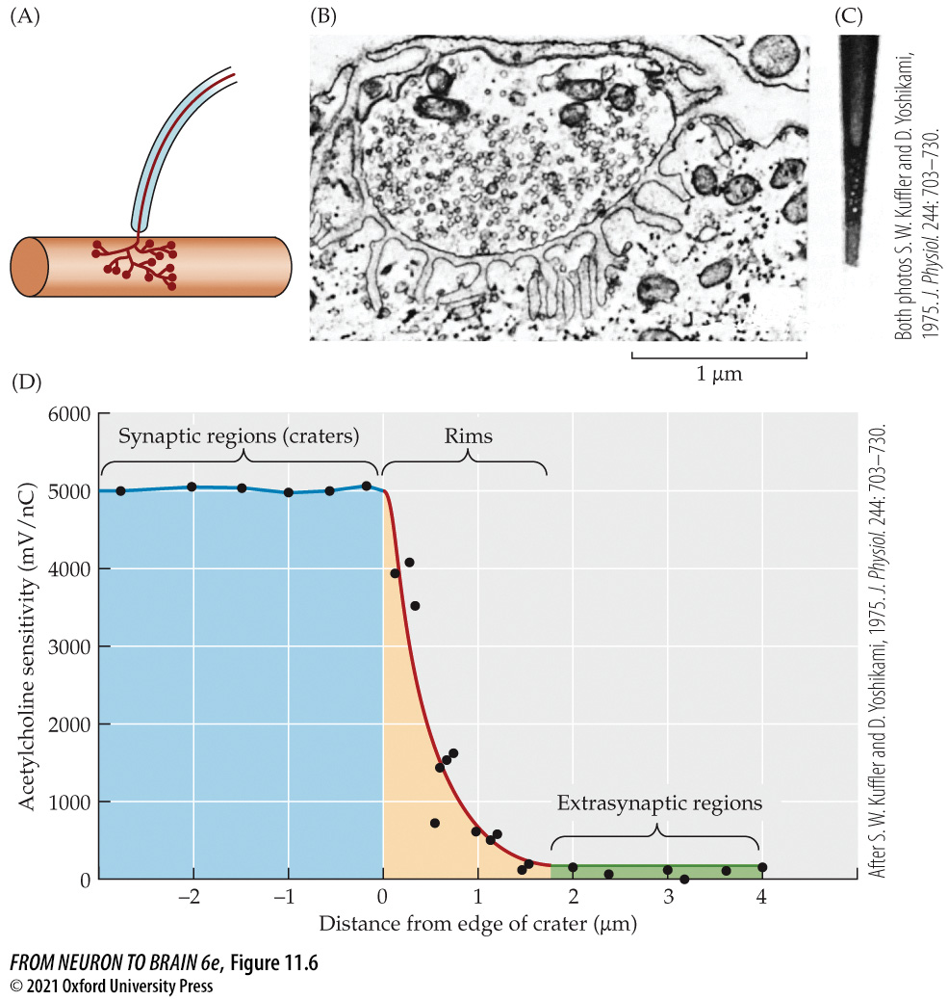 (A)
(B)
(C)
Both photos S. W. Kuffler and D. Yoshikami,
1975. J. Physiol. 244: 703–730.
1 μm
(D)
Acetylcholine sensitivity (mV/nC)
6000
5000
4000
3000
2000
1000
0
Synaptic regions (craters)
Rims
Extrasynaptic regions
–2
–1
0
1
2
3
4
Distance from edge of crater (μm)
After S. W. Kuffler and D. Yoshikami, 1975. J. Physiol. 244: 703–730.
FROM NEURON TO BRAIN 6e, Figure 11.6
© 2021 Oxford University Press